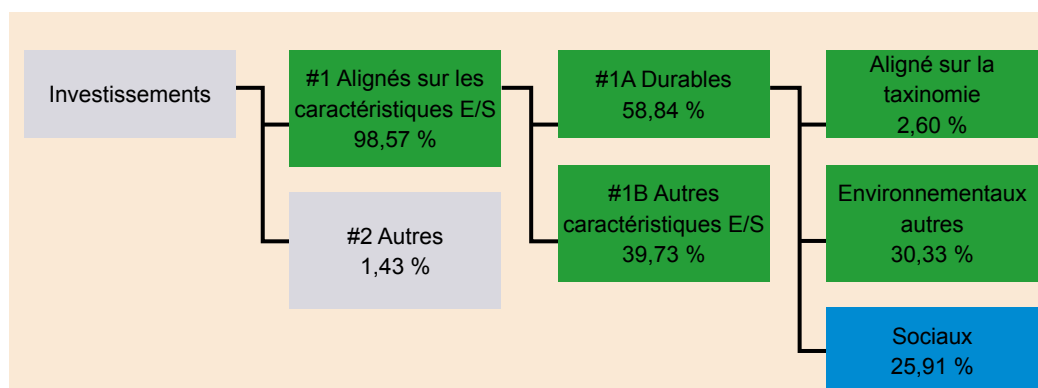 Investissements
#1 Alignés sur les
caractéristiques E/S
98,57 %
#2 Autres
1,43 %
#1A Durables
58,84 %
#1B Autres
caractéristiques E/S
39,73 %
Aligné sur la
taxinomie
2,60 %
Environnementaux
autres
30,33 %
Sociaux
25,91 %